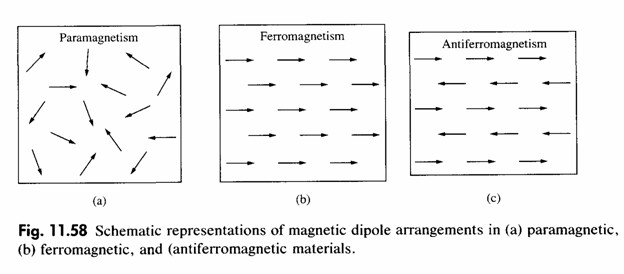 Paramagnetism
Ferromagnetism
Antiferromagnetism
(a)
(b)
(c)
Fig. 11.58 Schematic representations of magnetic dipole arrangements in (a) paramagnetic,
(b) ferromagnetic, and (antiferromagnetic materials.